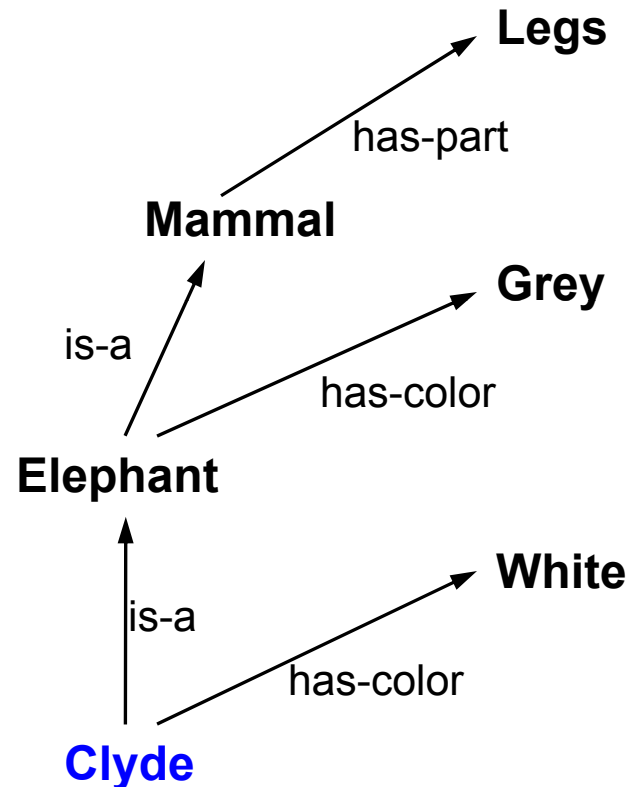 Legs
has-part
Mammal
Grey
is-a
has-color
Elephant
White
is-a
has-color
Clyde